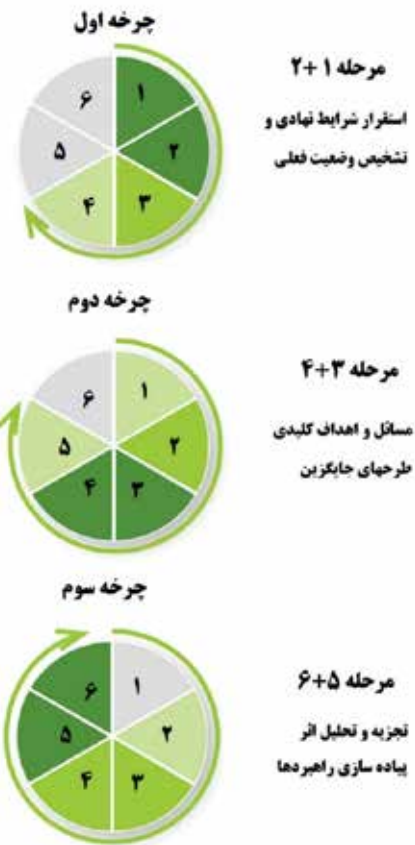 چرخه اول
۱
۲
۳
۴
۵
۶
مرحله ۱+۲
استقرار شرایط نهادی و
تشخیص وضعیت فعلی
چرخه دوم
۱
۲
۳
۴
۵
۶
مرحله ۳+۴
مسائل و اهداف کلیدی
طرحهای جایگزین
چرخه سوم
۱
۲
۳
۴
۵
۶
مرحله ۵+۶
تجزیه و تحلیل اثر
پیاده سازی راهبردها